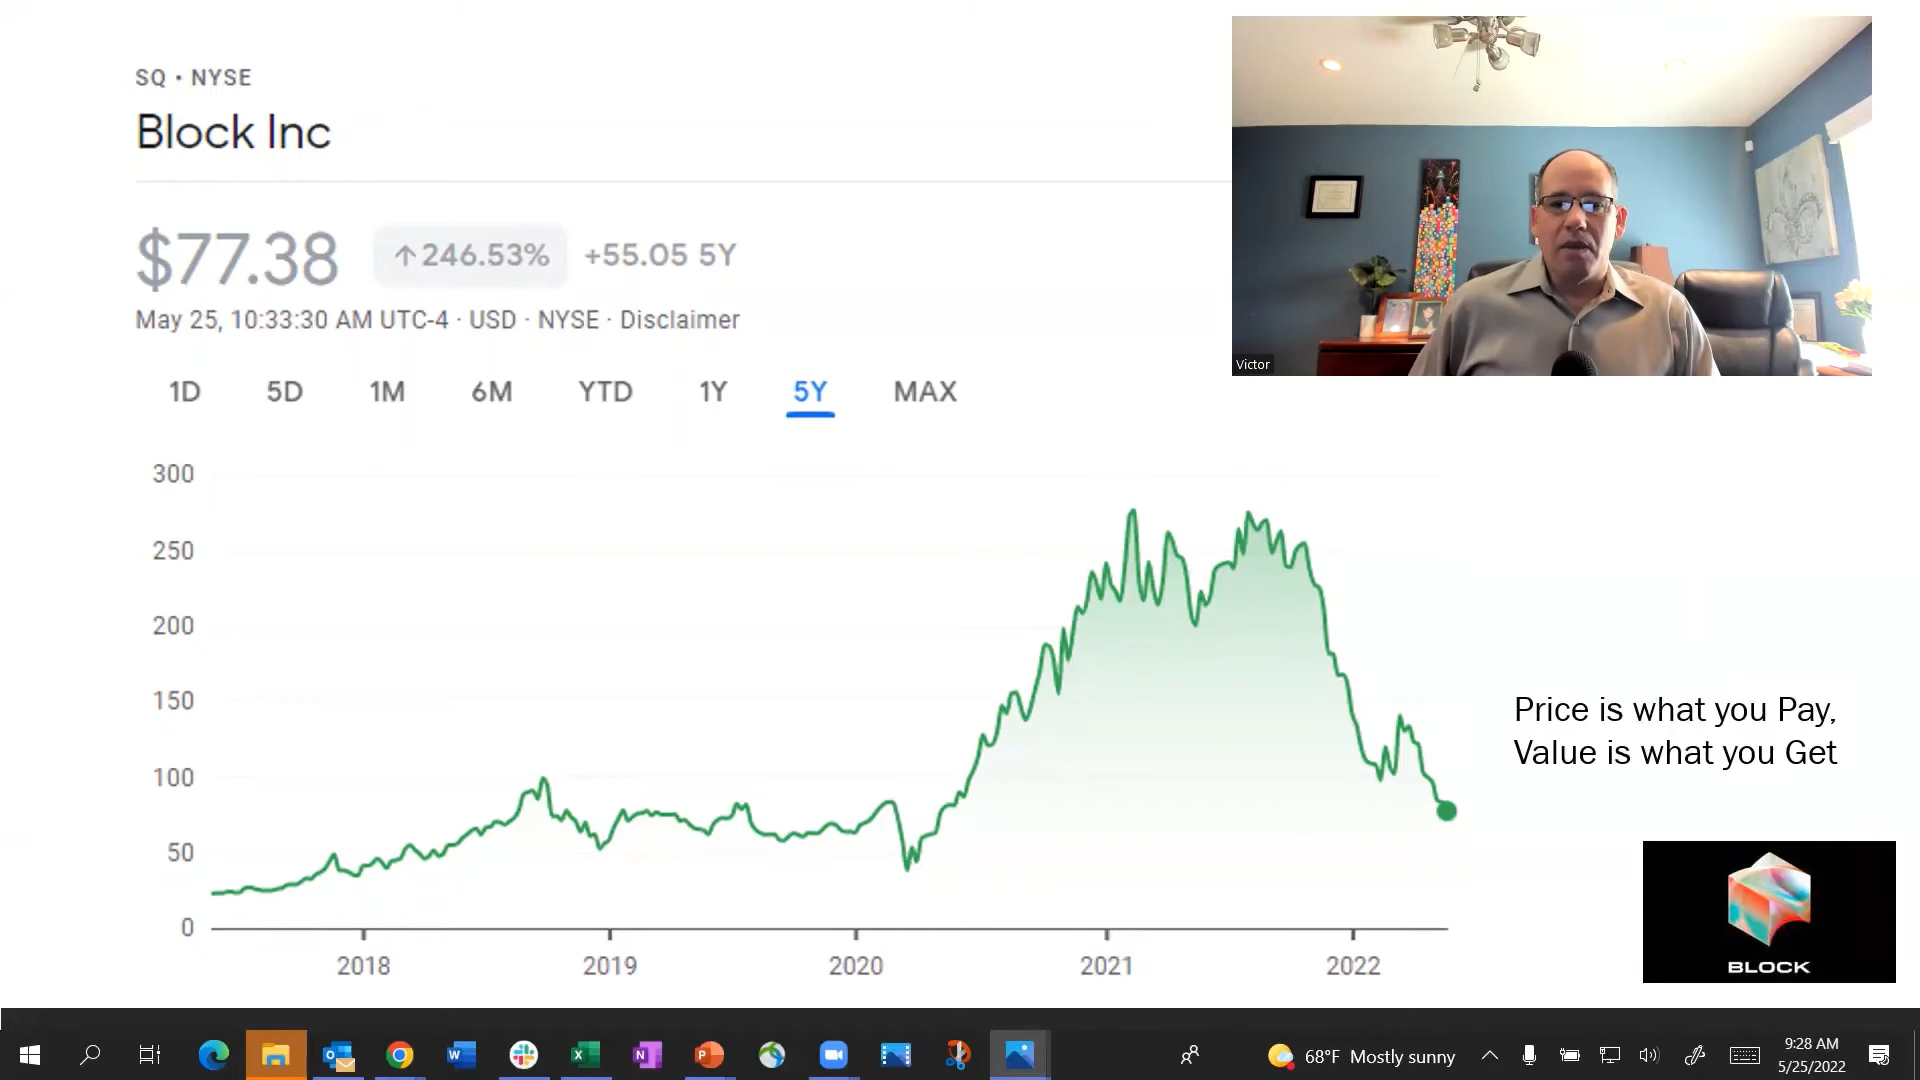 SQ • NYSE
Block Inc
$77.38 ↑246.53% +55.05 5Y
May 25, 10:33:30 AM UTC-4 · USD · NYSE · Disclaimer
1D 5D 1M 6M YTD 1Y 5Y MAX
300
250
200
150
100
50
0
2018 2019 2020 2021 2022
Victor
Price is what you Pay,
Value is what you Get
BLOCK
68°F Mostly sunny
9:28 AM
5/25/2022